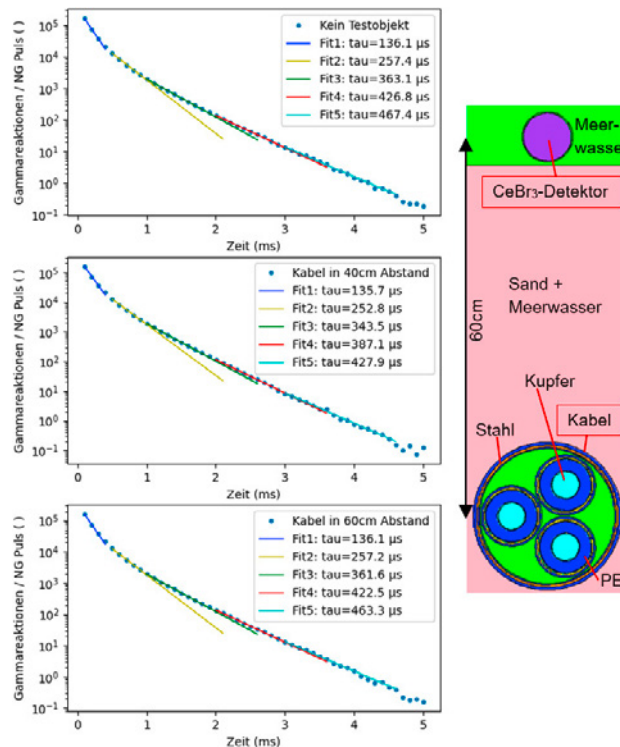 Gammareaktionen / NG Puls ( )
10⁵
10⁴
10³
10²
10¹
10⁰
10⁻¹
Kein Testobjekt
Fit1: tau=136.1 µs
Fit2: tau=257.4 µs
Fit3: tau=363.1 µs
Fit4: tau=426.8 µs
Fit5: tau=467.4 µs
0 1 2 3 4 5
Zeit (ms)
Gammareaktionen / NG Puls ( )
10⁵
10⁴
10³
10²
10¹
10⁰
10⁻¹
Kabel in 40cm Abstand
Fit1: tau=135.7 µs
Fit2: tau=252.8 µs
Fit3: tau=343.5 µs
Fit4: tau=387.1 µs
Fit5: tau=427.9 µs
0 1 2 3 4 5
Zeit (ms)
Gammareaktionen / NG Puls ( )
10⁵
10⁴
10³
10²
10¹
10⁰
10⁻¹
Kabel in 60cm Abstand
Fit1: tau=136.1 µs
Fit2: tau=257.2 µs
Fit3: tau=361.6 µs
Fit4: tau=422.5 µs
Fit5: tau=463.3 µs
0 1 2 3 4 5
Zeit (ms)
Meer-
wasser
CeBr₃-Detektor
60cm
Sand +
Meerwasser
Kupfer
Kabel
Stahl
PE